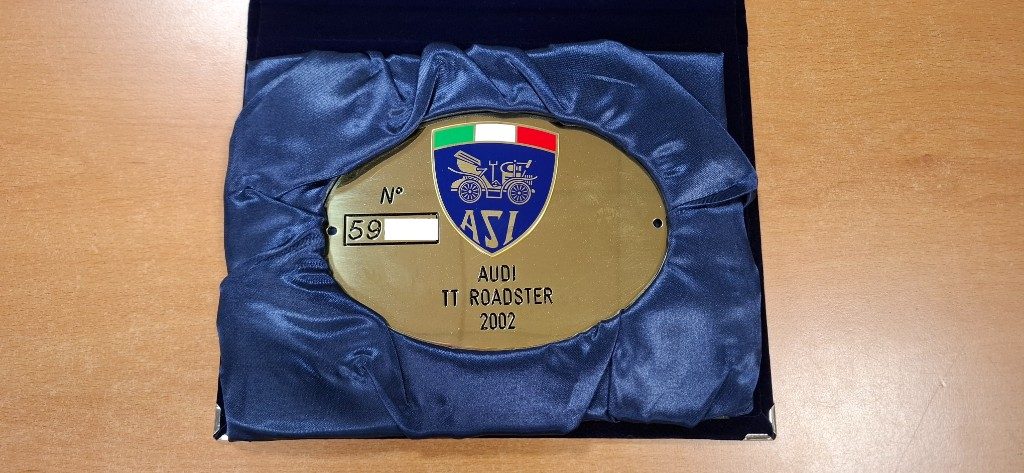 N°
59
ASI
AUDI
TT ROADSTER
2002